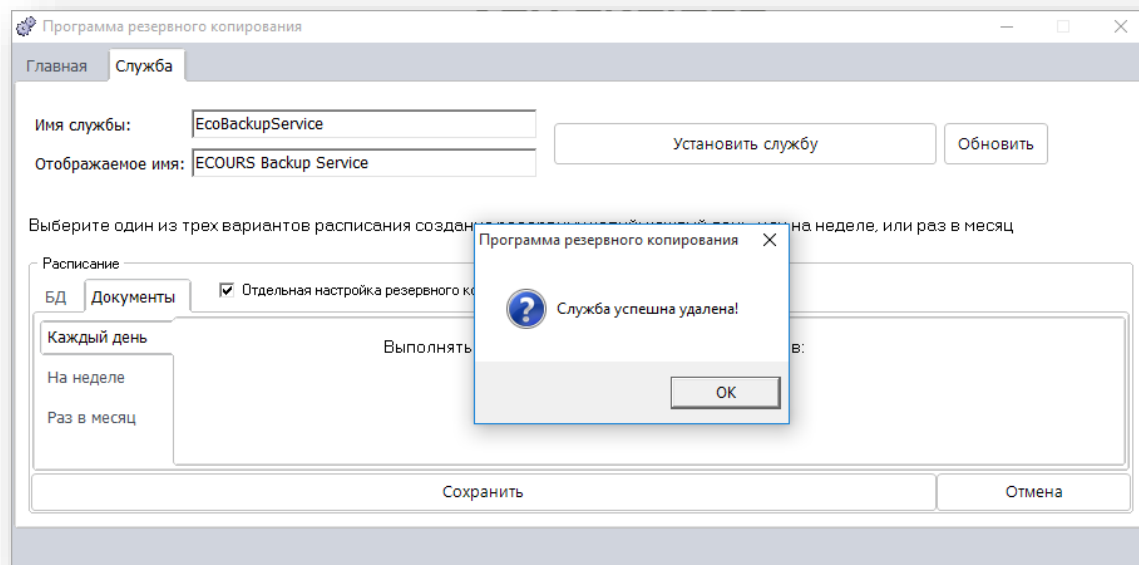 Программа резервного копирования
Главная Служба
Имя службы: EcoBackupService
Установить службу Обновить
Отображаемое имя: ECOURS Backup Service
Выберите один из трех вариантов расписания на неделе, или раз в месяц
Программа резервного копирования
Служба успешна удалена!
OK
Расписание
БД Документы Отдельная настройка резервного
Каждый день
Выполнять в:
На неделе
Раз в месяц
Сохранить Отмена